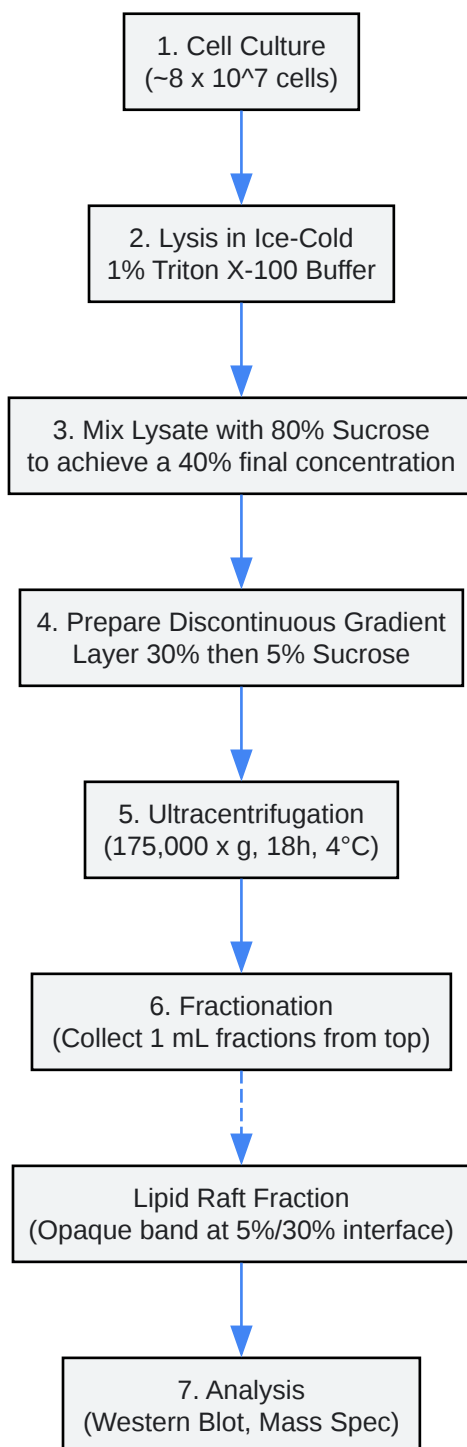 1. Cell Culture
(~8 x 10^7 cells)
2. Lysis in Ice-Cold
1% Triton X-100 Buffer
3. Mix Lysate with 80% Sucrose
to achieve a 40% final concentration
4. Prepare Discontinuous Gradient
Layer 30% then 5% Sucrose
5. Ultracentrifugation
(175,000 x g, 18h, 4°C)
6. Fractionation
(Collect 1 mL fractions from top)
Lipid Raft Fraction
(Opaque band at 5%/30% interface)
7. Analysis
(Western Blot, Mass Spec)